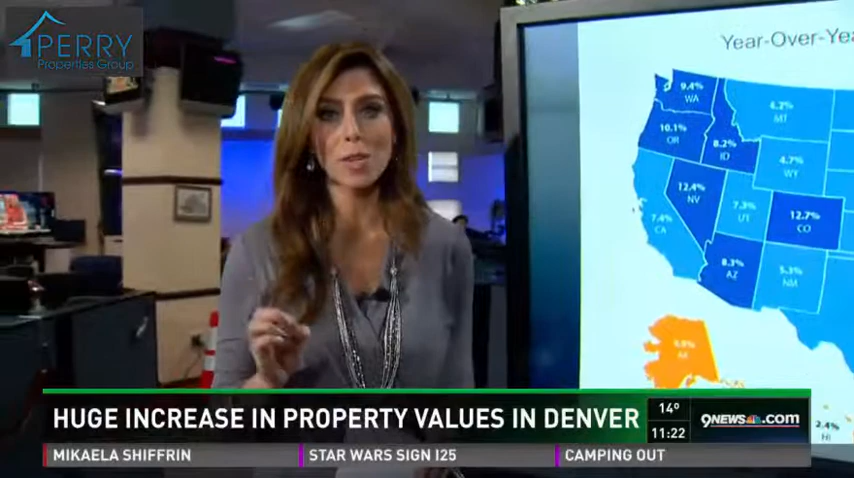 PERRY
Properties Group
Year-Over-Yea
9.4%
WA
4.2%
MT
10.1%
OR
8.2%
ID
4.7%
WY
12.4%
NV
7.3%
UT
12.7%
CO
7.4%
CA
8.3%
AZ
5.3%
NM
AK
2.4%
HI
HUGE INCREASE IN PROPERTY VALUES IN DENVER
14°
11:22
9NEWS.com
MIKAELA SHIFFRIN
STAR WARS SIGN 125
CAMPING OUT